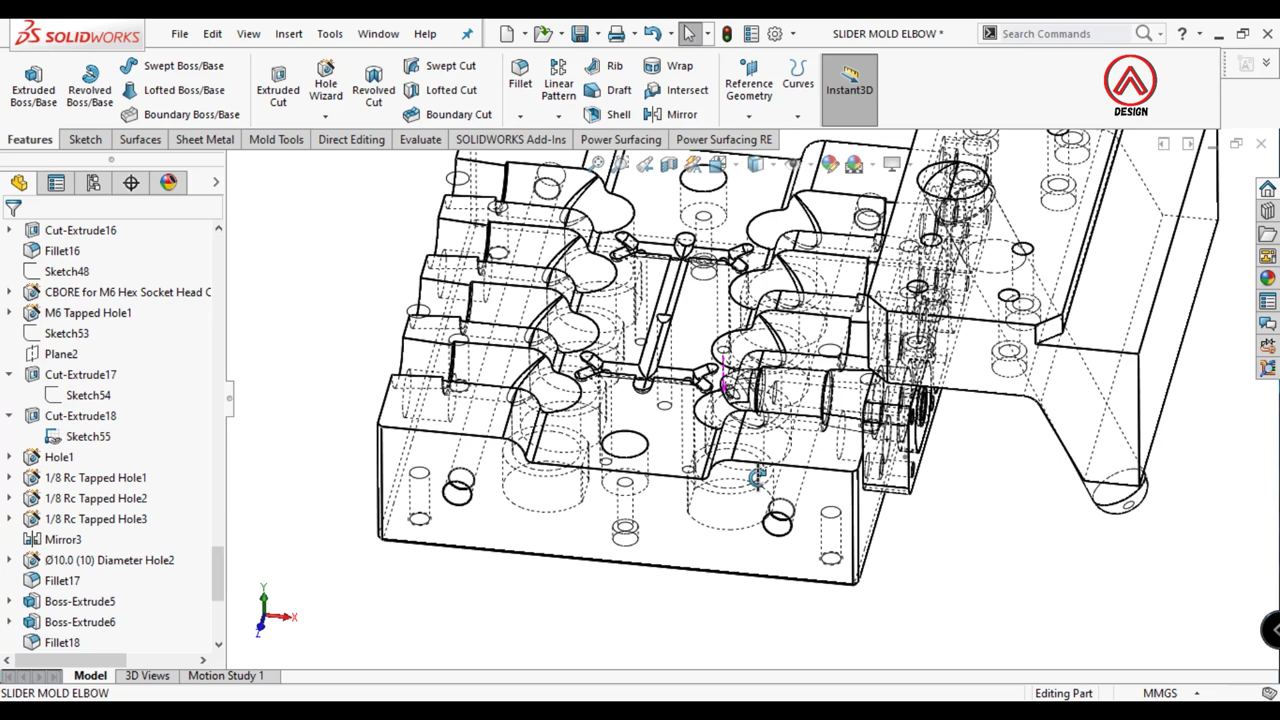 SOLIDWORKS
File Edit View Insert Tools Window Help
SLIDER MOLD ELBOW *
Search Commands
?
Extruded Boss/Base
Revolved Boss/Base
Swept Boss/Base
Lofted Boss/Base
Boundary Boss/Base
Extruded Cut
Hole Wizard
Revolved Cut
Swept Cut
Lofted Cut
Boundary Cut
Fillet
Linear Pattern
Rib
Draft
Shell
Wrap
Intersect
Mirror
Reference Geometry
Curves
Instant3D
DESIGN
Features Sketch Surfaces Sheet Metal Mold Tools Direct Editing Evaluate SOLIDWORKS Add-Ins Power Surfacing Power Surfacing RE
Cut-Extrude16
Fillet16
Sketch48
CBORE for M6 Hex Socket Head C
M6 Tapped Hole1
Sketch53
Plane2
Cut-Extrude17
Sketch54
Cut-Extrude18
Sketch55
Hole1
1/8 Rc Tapped Hole1
1/8 Rc Tapped Hole2
1/8 Rc Tapped Hole3
Mirror3
Ø10.0 (10) Diameter Hole2
Fillet17
Boss-Extrude5
Boss-Extrude6
Fillet18
Y
X
Z
Model 3D Views Motion Study 1
SLIDER MOLD ELBOW
Editing Part
MMGS